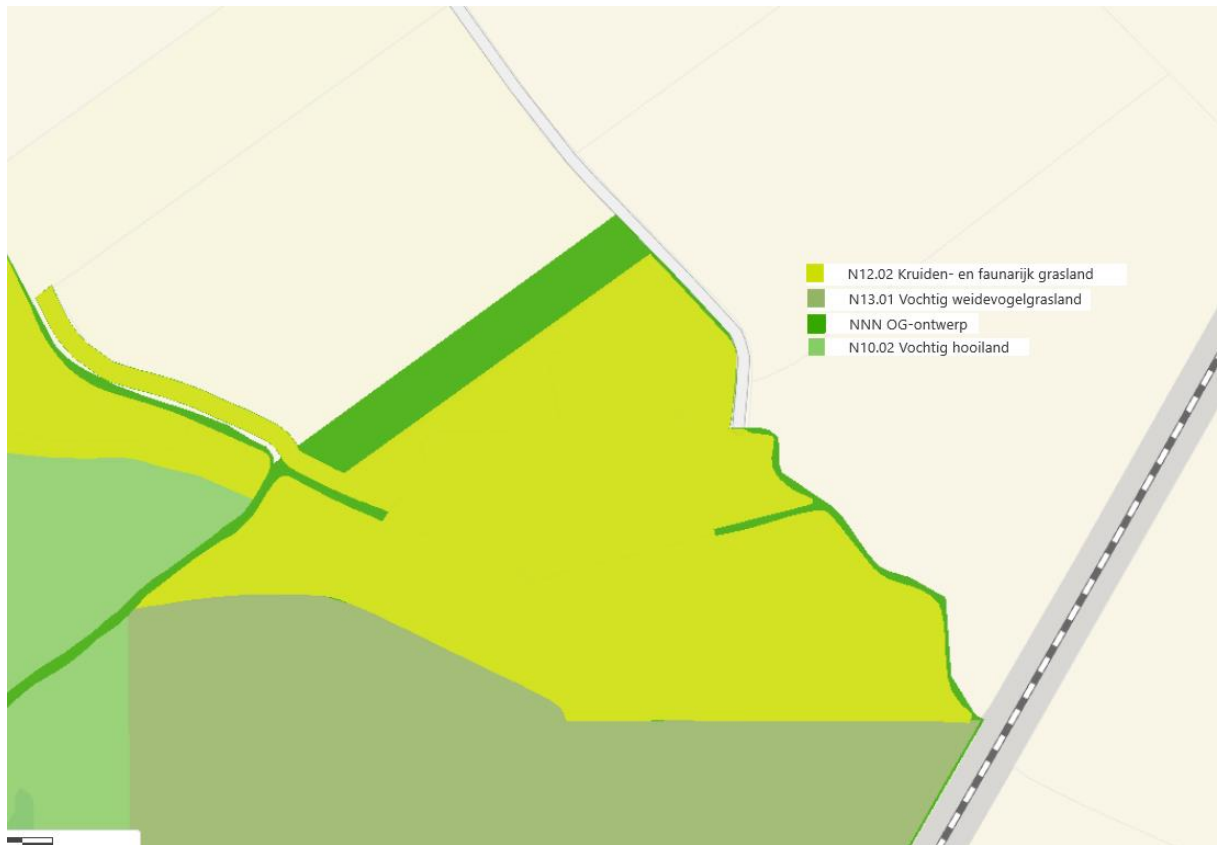 N12.02 Kruiden- en faunarijk grasland
N13.01 Vochtig weidevogelgrasland
NNN OG-ontwerp
N10.02 Vochtig hooiland